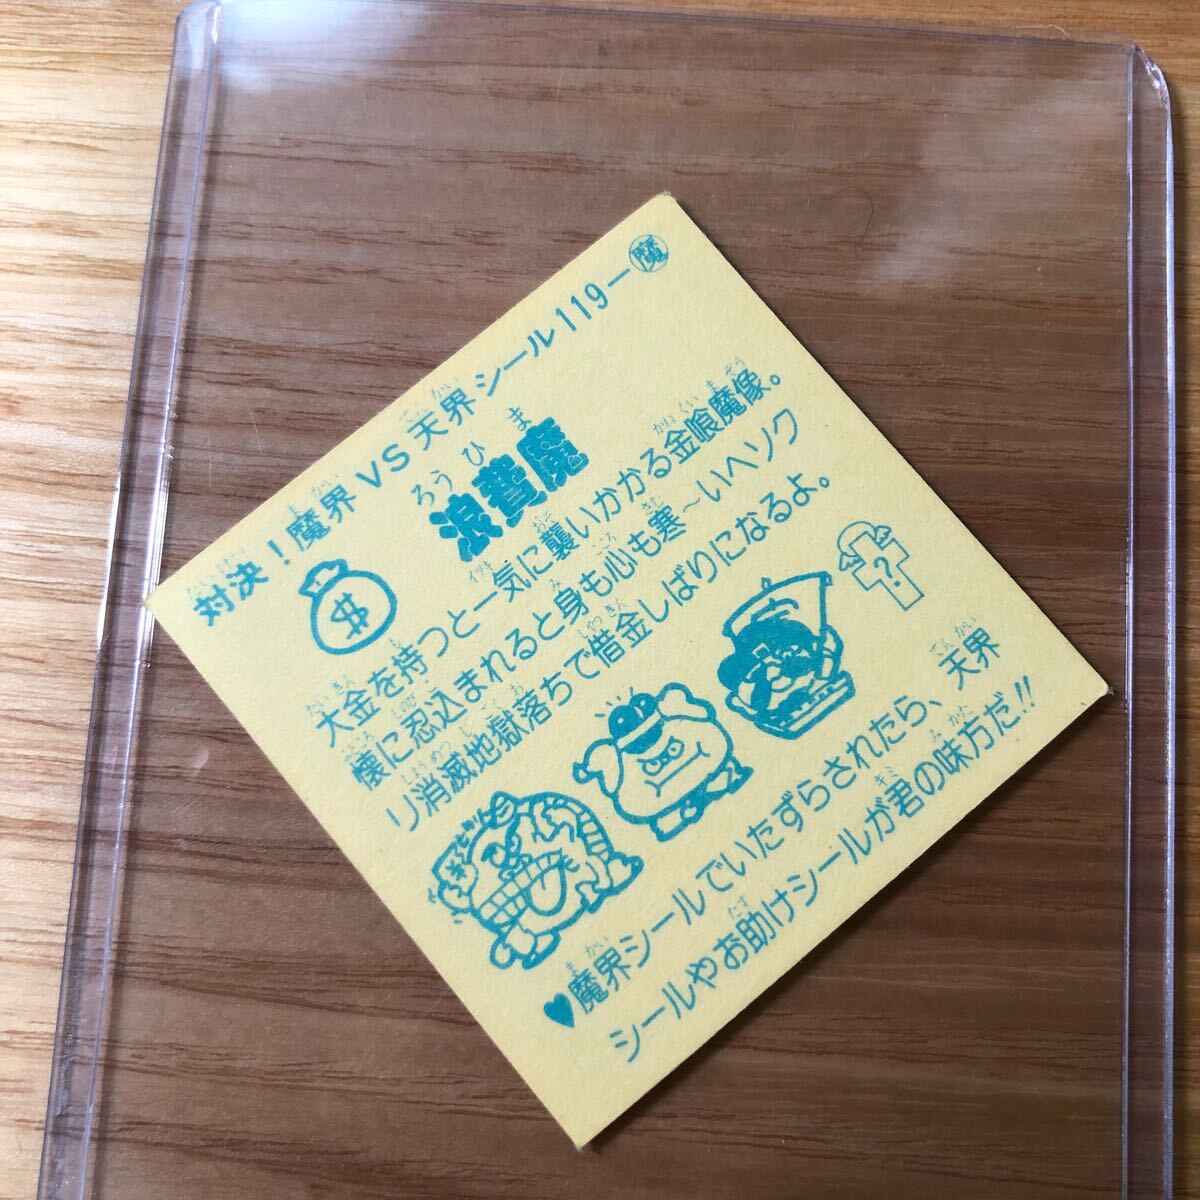 対決！魔界VS天界シール119ー魔
ろうひま
浪費魔
$
大金を持つと一気に襲いかかる金喰魔像。
懐に忍込まれると身も心も寒〜いヘソク
リ消滅地獄落ちで借金しばりになるよ。
?
♥魔界シールでいたずらされたら、天界
シールやお助けシールが君の味方だ!!